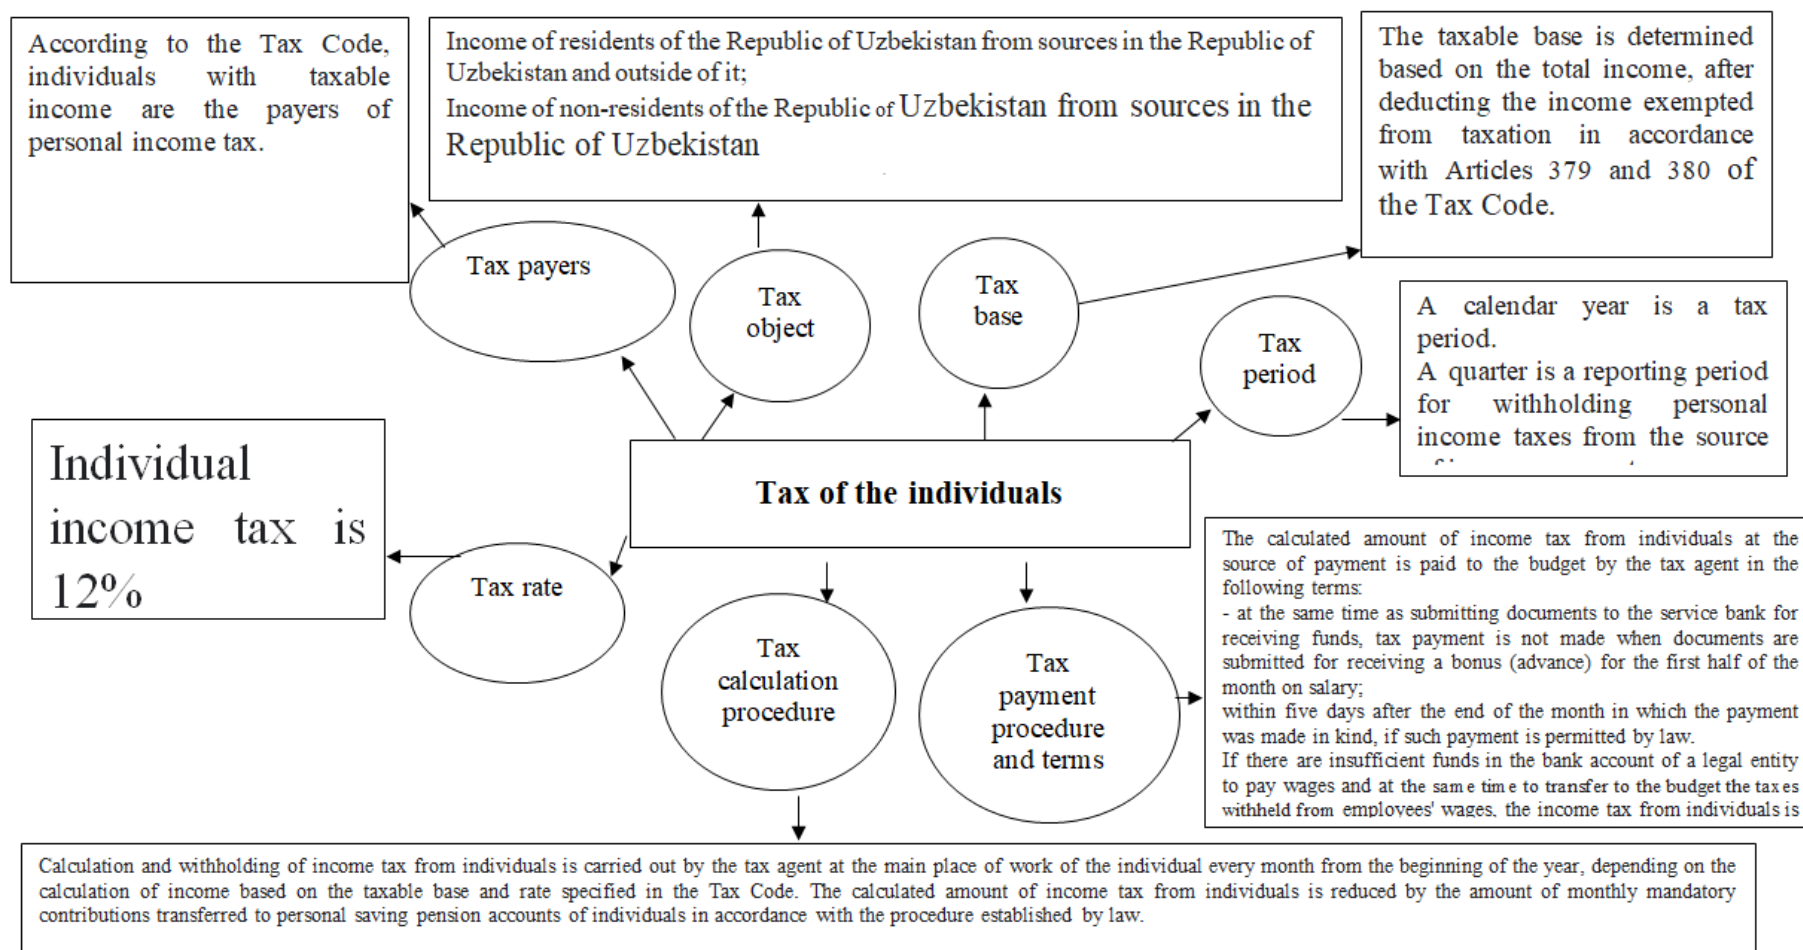 According to the Tax Code,
individuals with taxable
income are the payers of
personal income tax.
Income of residents of the Republic of Uzbekistan from sources in the Republic of
Uzbekistan and outside of it;
Income of non-residents of the Republic of Uzbekistan from sources in the
Republic of Uzbekistan
The taxable base is determined
based on the total income, after
deducting the income exempted
from taxation in accordance
with Articles 379 and 380 of
the Tax Code.
Tax payers
Tax
object
Tax
base
Tax
period
A calendar year is a tax
period.
A quarter is a reporting period
for withholding personal
income taxes from the source
Individual
income tax is
12%
Tax of the individuals
Tax rate
Tax
calculation
procedure
Tax
payment
procedure
and terms
The calculated amount of income tax from individuals at the
source of payment is paid to the budget by the tax agent in the
following terms:
- at the same time as submitting documents to the service bank for
receiving funds, tax payment is not made when documents are
submitted for receiving a bonus (advance) for the first half of the
month on salary;
within five days after the end of the month in which the payment
was made in kind, if such payment is permitted by law.
If there are insufficient funds in the bank account of a legal entity
to pay wages and at the same time to transfer to the budget the taxes
withheld from employees' wages, the income tax from individuals is
Calculation and withholding of income tax from individuals is carried out by the tax agent at the main place of work of the individual every month from the beginning of the year, depending on the
calculation of income based on the taxable base and rate specified in the Tax Code. The calculated amount of income tax from individuals is reduced by the amount of monthly mandatory
contributions transferred to personal saving pension accounts of individuals in accordance with the procedure established by law.